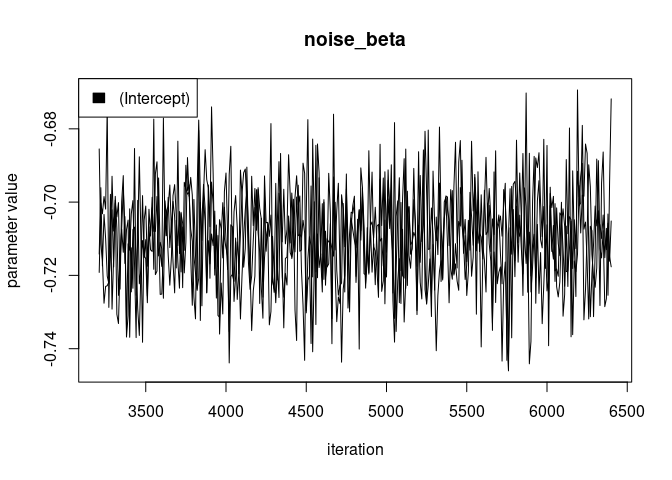 noise_beta
(Intercept)
-0.68
-0.70
-0.72
-0.74
parameter value
3500 4000 4500 5000 5500 6000 6500
iteration